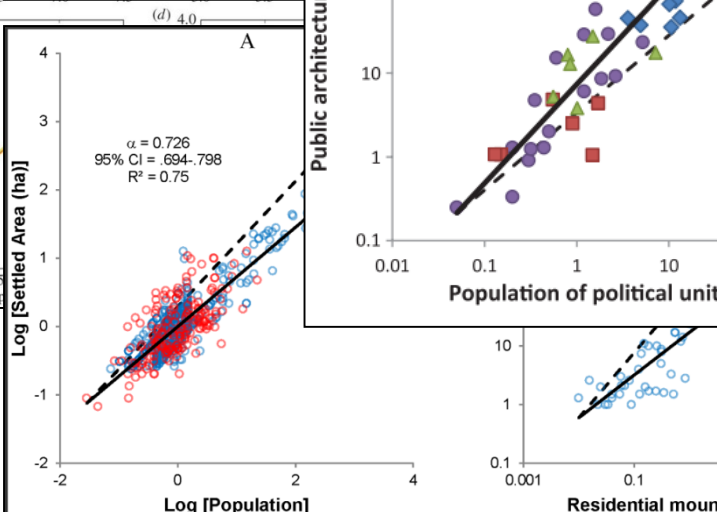 (d) 4.0
A
4
3
2
1
0
-1
-2
-2 0 2 4
α = 0.726
95% CI = .694-.798
R² = 0.75
Log [Settled Area (ha)]
Log [Population]
Public architec
10
1
0.1
0.01 0.1 1 10
Population of political unit
10
1
0.1
0.001 0.1
Residential moun